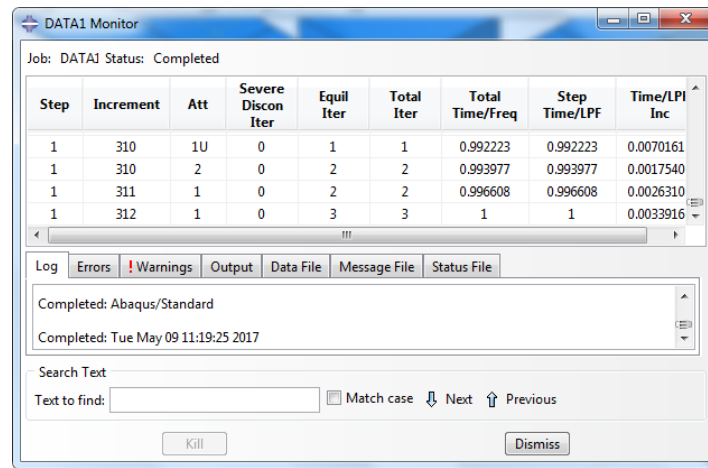 DATA1 Monitor
Job: DATA1 Status: Completed
Step Increment Att Severe Discon Iter Equil Iter Total Iter Total Time/Freq Step Time/LPF Time/LPF Inc
1 310 1U 0 1 1 0.992223 0.992223 0.0070161
1 310 2 0 2 2 0.993977 0.993977 0.0017540
1 311 1 0 2 2 0.996608 0.996608 0.0026310
1 312 1 0 3 3 1 1 0.0033916
Log Errors ! Warnings Output Data File Message File Status File
Completed: Abaqus/Standard
Completed: Tue May 09 11:19:25 2017
Search Text
Text to find: Match case Next Previous
Kill Dismiss